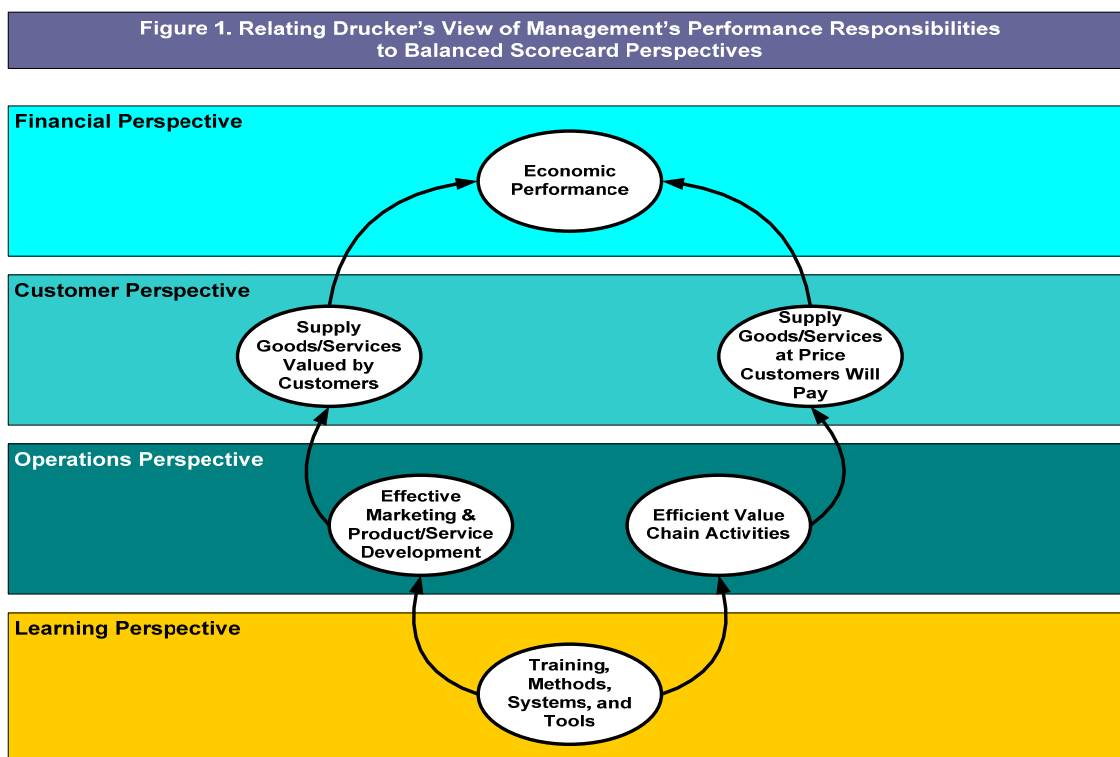 Figure 1. Relating Drucker's View of Management's Performance Responsibilities
to Balanced Scorecard Perspectives
Financial Perspective
Economic
Performance
Customer Perspective
Supply
Goods/Services
Valued by
Customers
Supply
Goods/Services
at Price
Customers Will
Pay
Operations Perspective
Effective
Marketing &
Product/Service
Development
Efficient Value
Chain Activities
Learning Perspective
Training,
Methods,
Systems, and
Tools